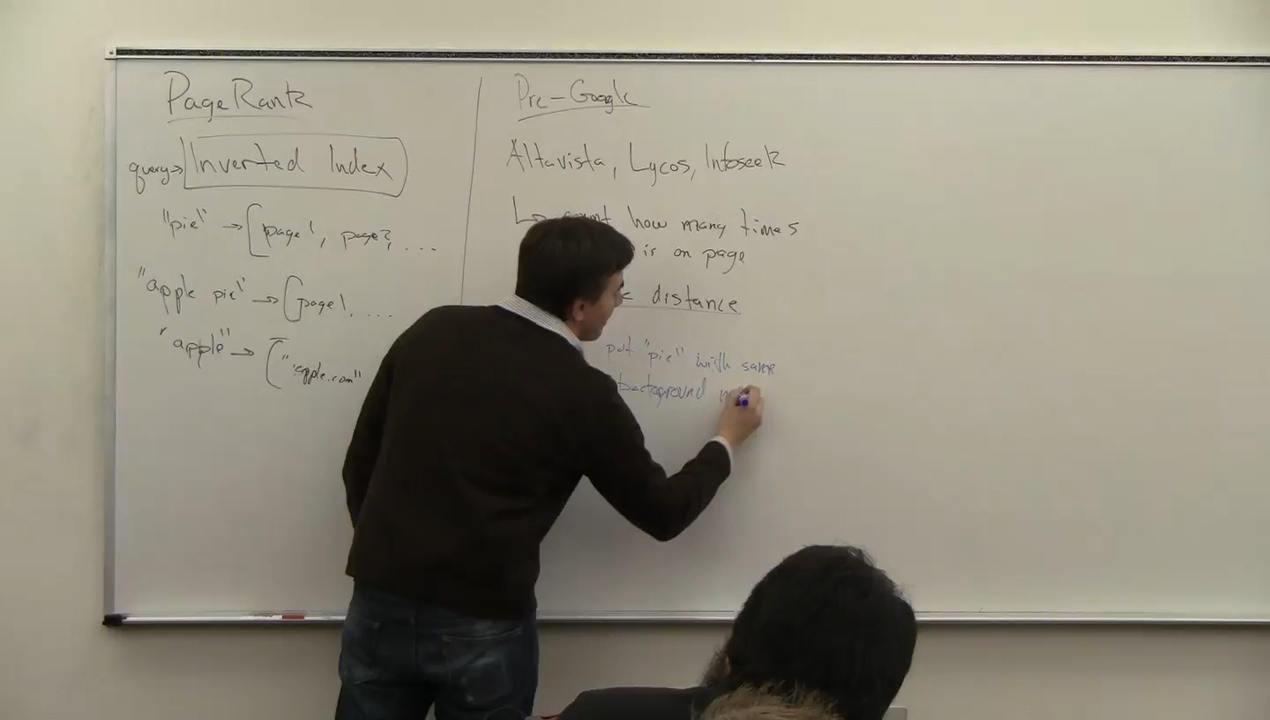 PageRank
query → Inverted Index
"pie" → [page1, page2, ...
"apple pie" → [page1, ...
"apple" → ["apple.com"
Pre-Google
Altavista, Lycos, Infoseek
how many times
is on page
distance
put "pie" with same
background